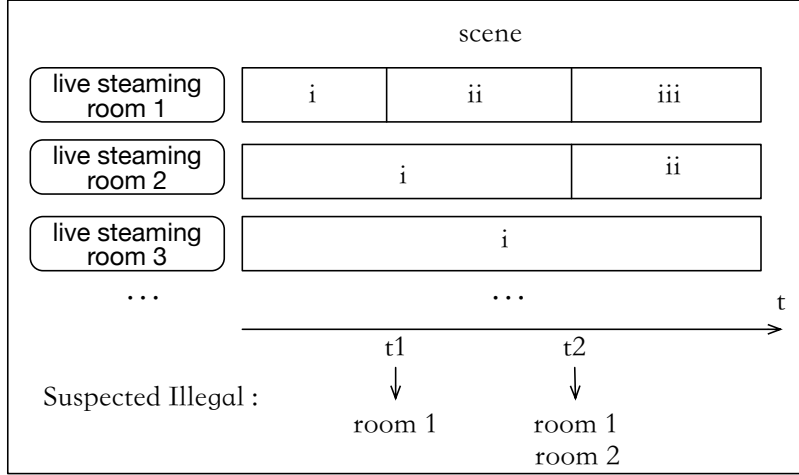 scene
live steaming
room 1
i ii iii
live steaming
room 2
i ii
live steaming
room 3
i
... ...
t
t1 t2
Suspected Illegal :
room 1 room 1
room 2